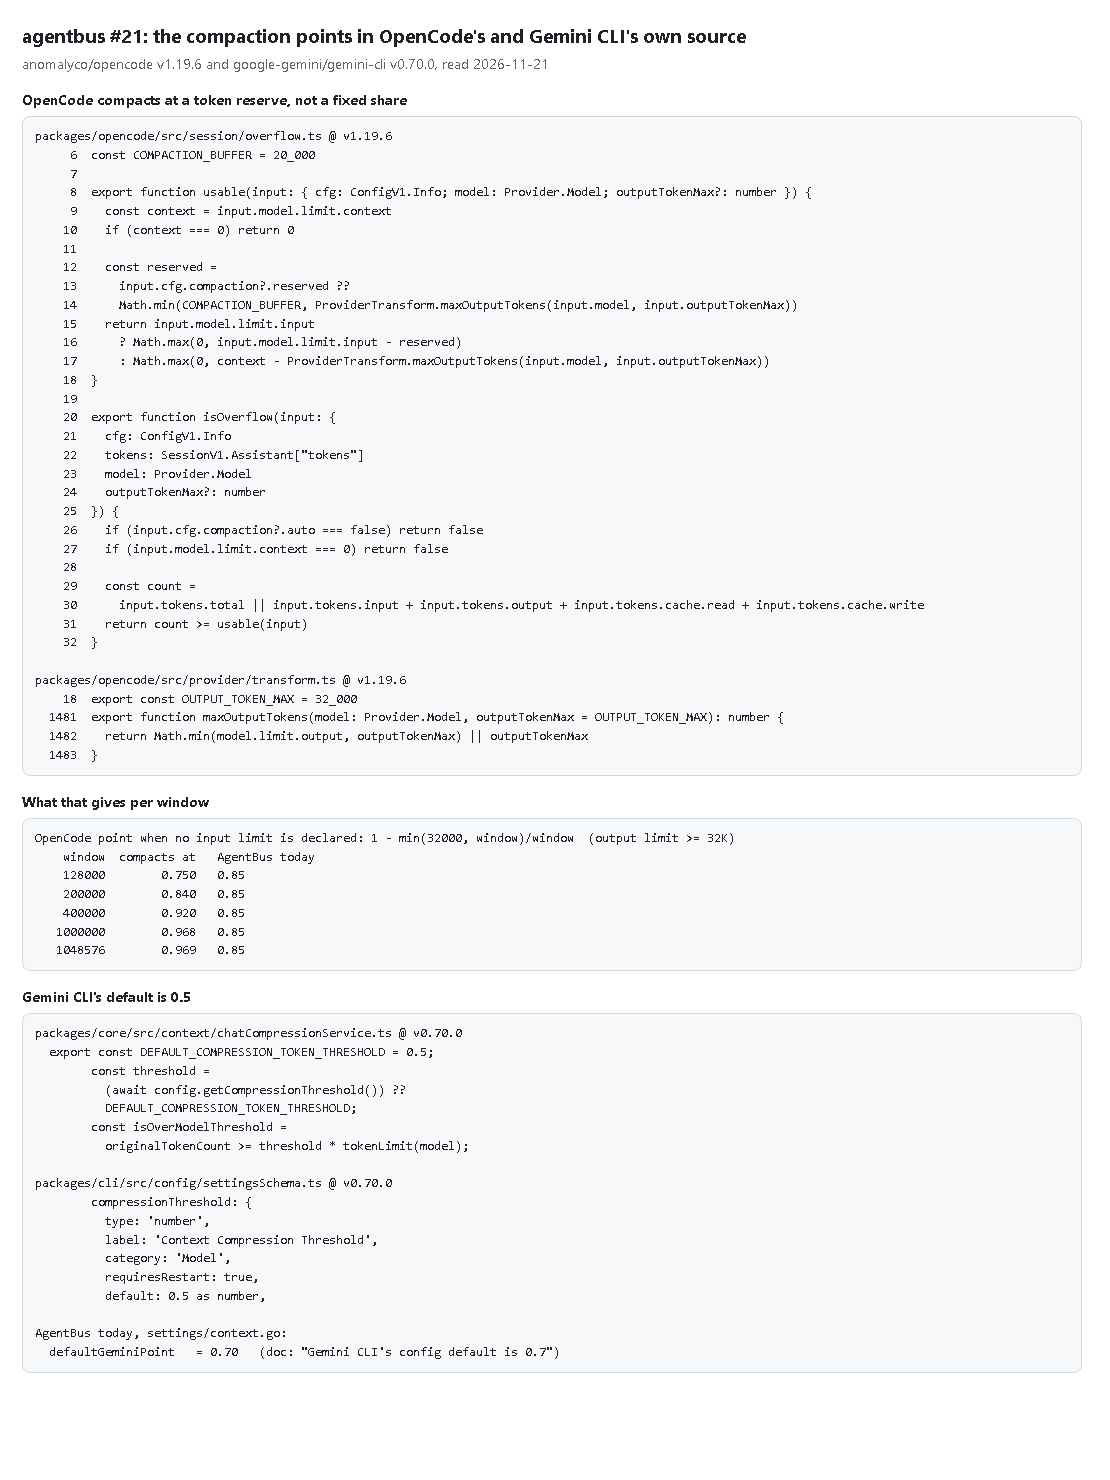 agentbus #21: the compaction points in OpenCode's and Gemini CLI's own source
anomalyco/opencode v1.19.6 and google-gemini/gemini-cli v0.70.0, read 2026-11-21
OpenCode compacts at a token reserve, not a fixed share
packages/opencode/src/session/overflow.ts @ v1.19.6
6 const COMPACTION_BUFFER = 20_000
7
8 export function usable(input: { cfg: ConfigV1.Info; model: Provider.Model; outputTokenMax?: number }) {
9 const context = input.model.limit.context
10 if (context === 0) return 0
11
12 const reserved =
13 input.cfg.compaction?.reserved ??
14 Math.min(COMPACTION_BUFFER, ProviderTransform.maxOutputTokens(input.model, input.outputTokenMax))
15 return input.model.limit.input
16 ? Math.max(0, input.model.limit.input - reserved)
17 : Math.max(0, context - ProviderTransform.maxOutputTokens(input.model, input.outputTokenMax))
18 }
19
20 export function isOverflow(input: {
21 cfg: ConfigV1.Info
22 tokens: SessionV1.Assistant["tokens"]
23 model: Provider.Model
24 outputTokenMax?: number
25 }) {
26 if (input.cfg.compaction?.auto === false) return false
27 if (input.model.limit.context === 0) return false
28
29 const count =
30 input.tokens.total || input.tokens.input + input.tokens.output + input.tokens.cache.read + input.tokens.cache.write
31 return count >= usable(input)
32 }
packages/opencode/src/provider/transform.ts @ v1.19.6
18 export const OUTPUT_TOKEN_MAX = 32_000
1481 export function maxOutputTokens(model: Provider.Model, outputTokenMax = OUTPUT_TOKEN_MAX): number {
1482 return Math.min(model.limit.output, outputTokenMax) || outputTokenMax
1483 }
What that gives per window
OpenCode point when no input limit is declared: 1 - min(32000, window)/window (output limit >= 32K)
window compacts at AgentBus today
128000 0.750 0.85
200000 0.840 0.85
400000 0.920 0.85
1000000 0.968 0.85
1048576 0.969 0.85
Gemini CLI's default is 0.5
packages/core/src/context/chatCompressionService.ts @ v0.70.0
export const DEFAULT_COMPRESSION_TOKEN_THRESHOLD = 0.5;
const threshold =
(await config.getCompressionThreshold()) ??
DEFAULT_COMPRESSION_TOKEN_THRESHOLD;
const isOverModelThreshold =
originalTokenCount >= threshold * tokenLimit(model);
packages/cli/src/config/settingsSchema.ts @ v0.70.0
compressionThreshold: {
type: 'number',
label: 'Context Compression Threshold',
category: 'Model',
requiresRestart: true,
default: 0.5 as number,
AgentBus today, settings/context.go:
defaultGeminiPoint = 0.70 (doc: "Gemini CLI's config default is 0.7")